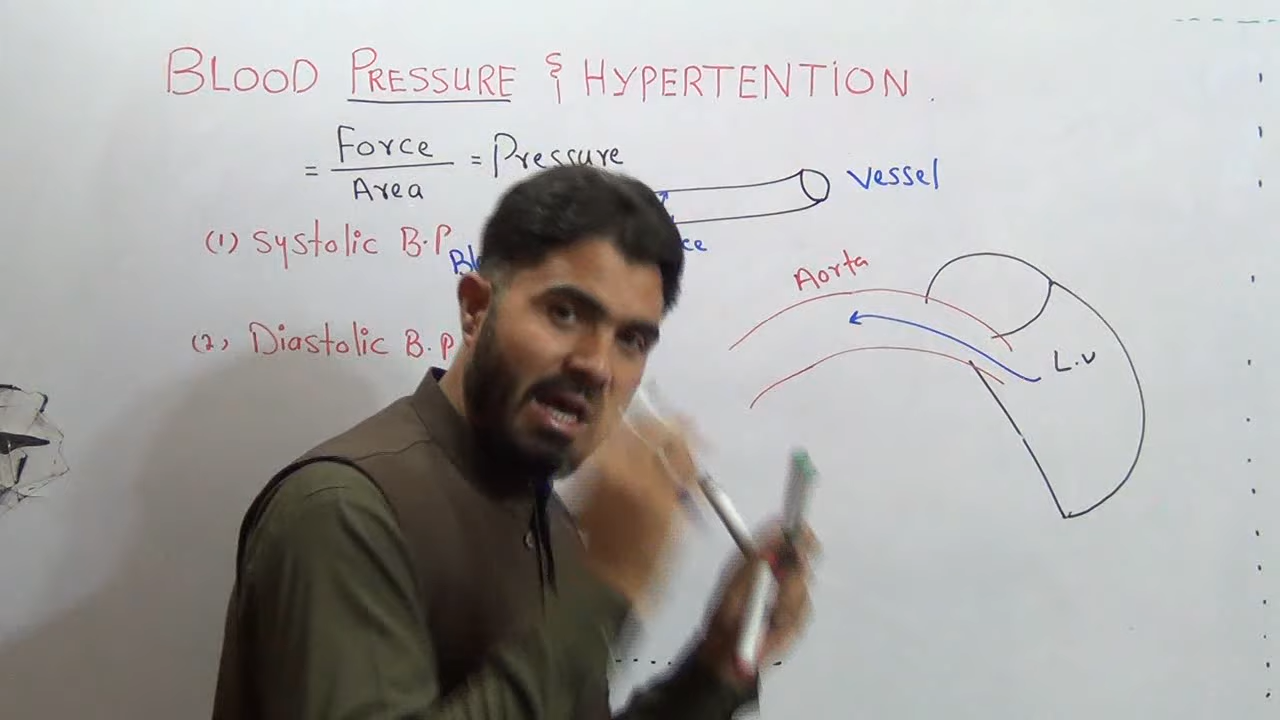 BLOOD PRESSURE & HYPERTENTION.
= Force / Area = Pressure
Vessel
(1) Systolic B.P
Aorta
(2) Diastolic B.P
L.V